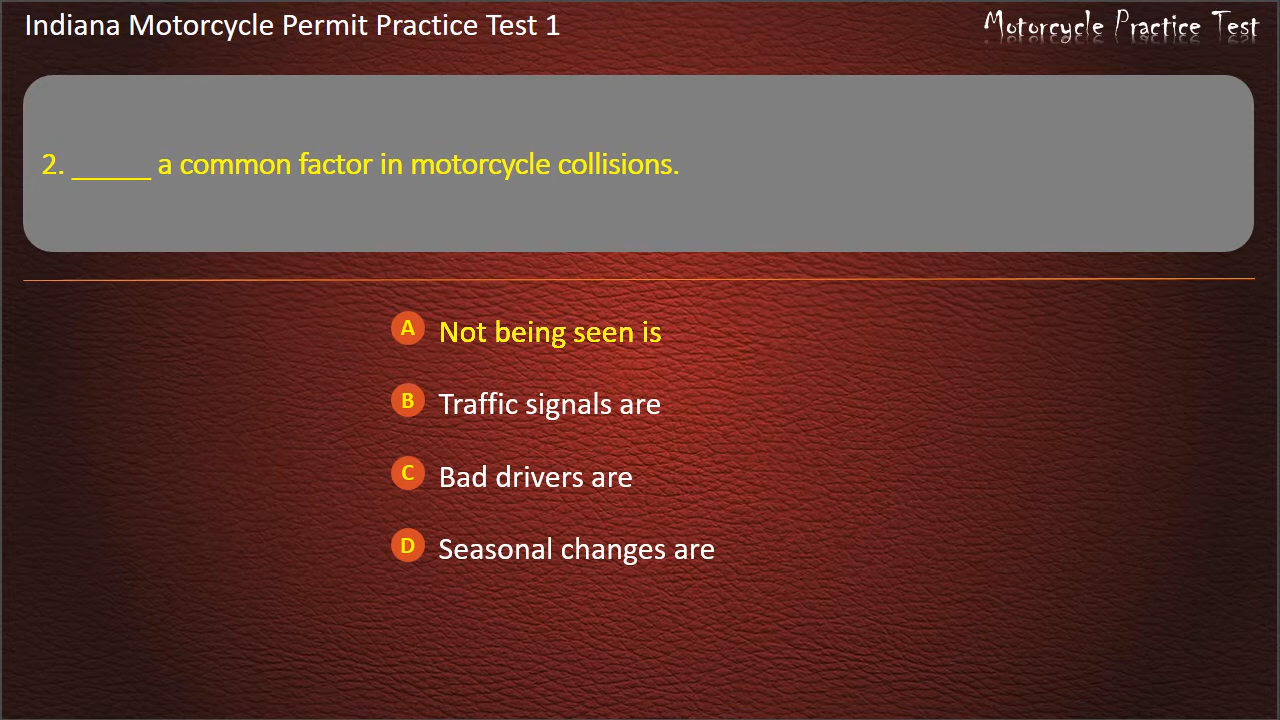 Indiana Motorcycle Permit Practice Test 1
Motorcycle Practice Test
2. _____ a common factor in motorcycle collisions.
A Not being seen is
B Traffic signals are
C Bad drivers are
D Seasonal changes are